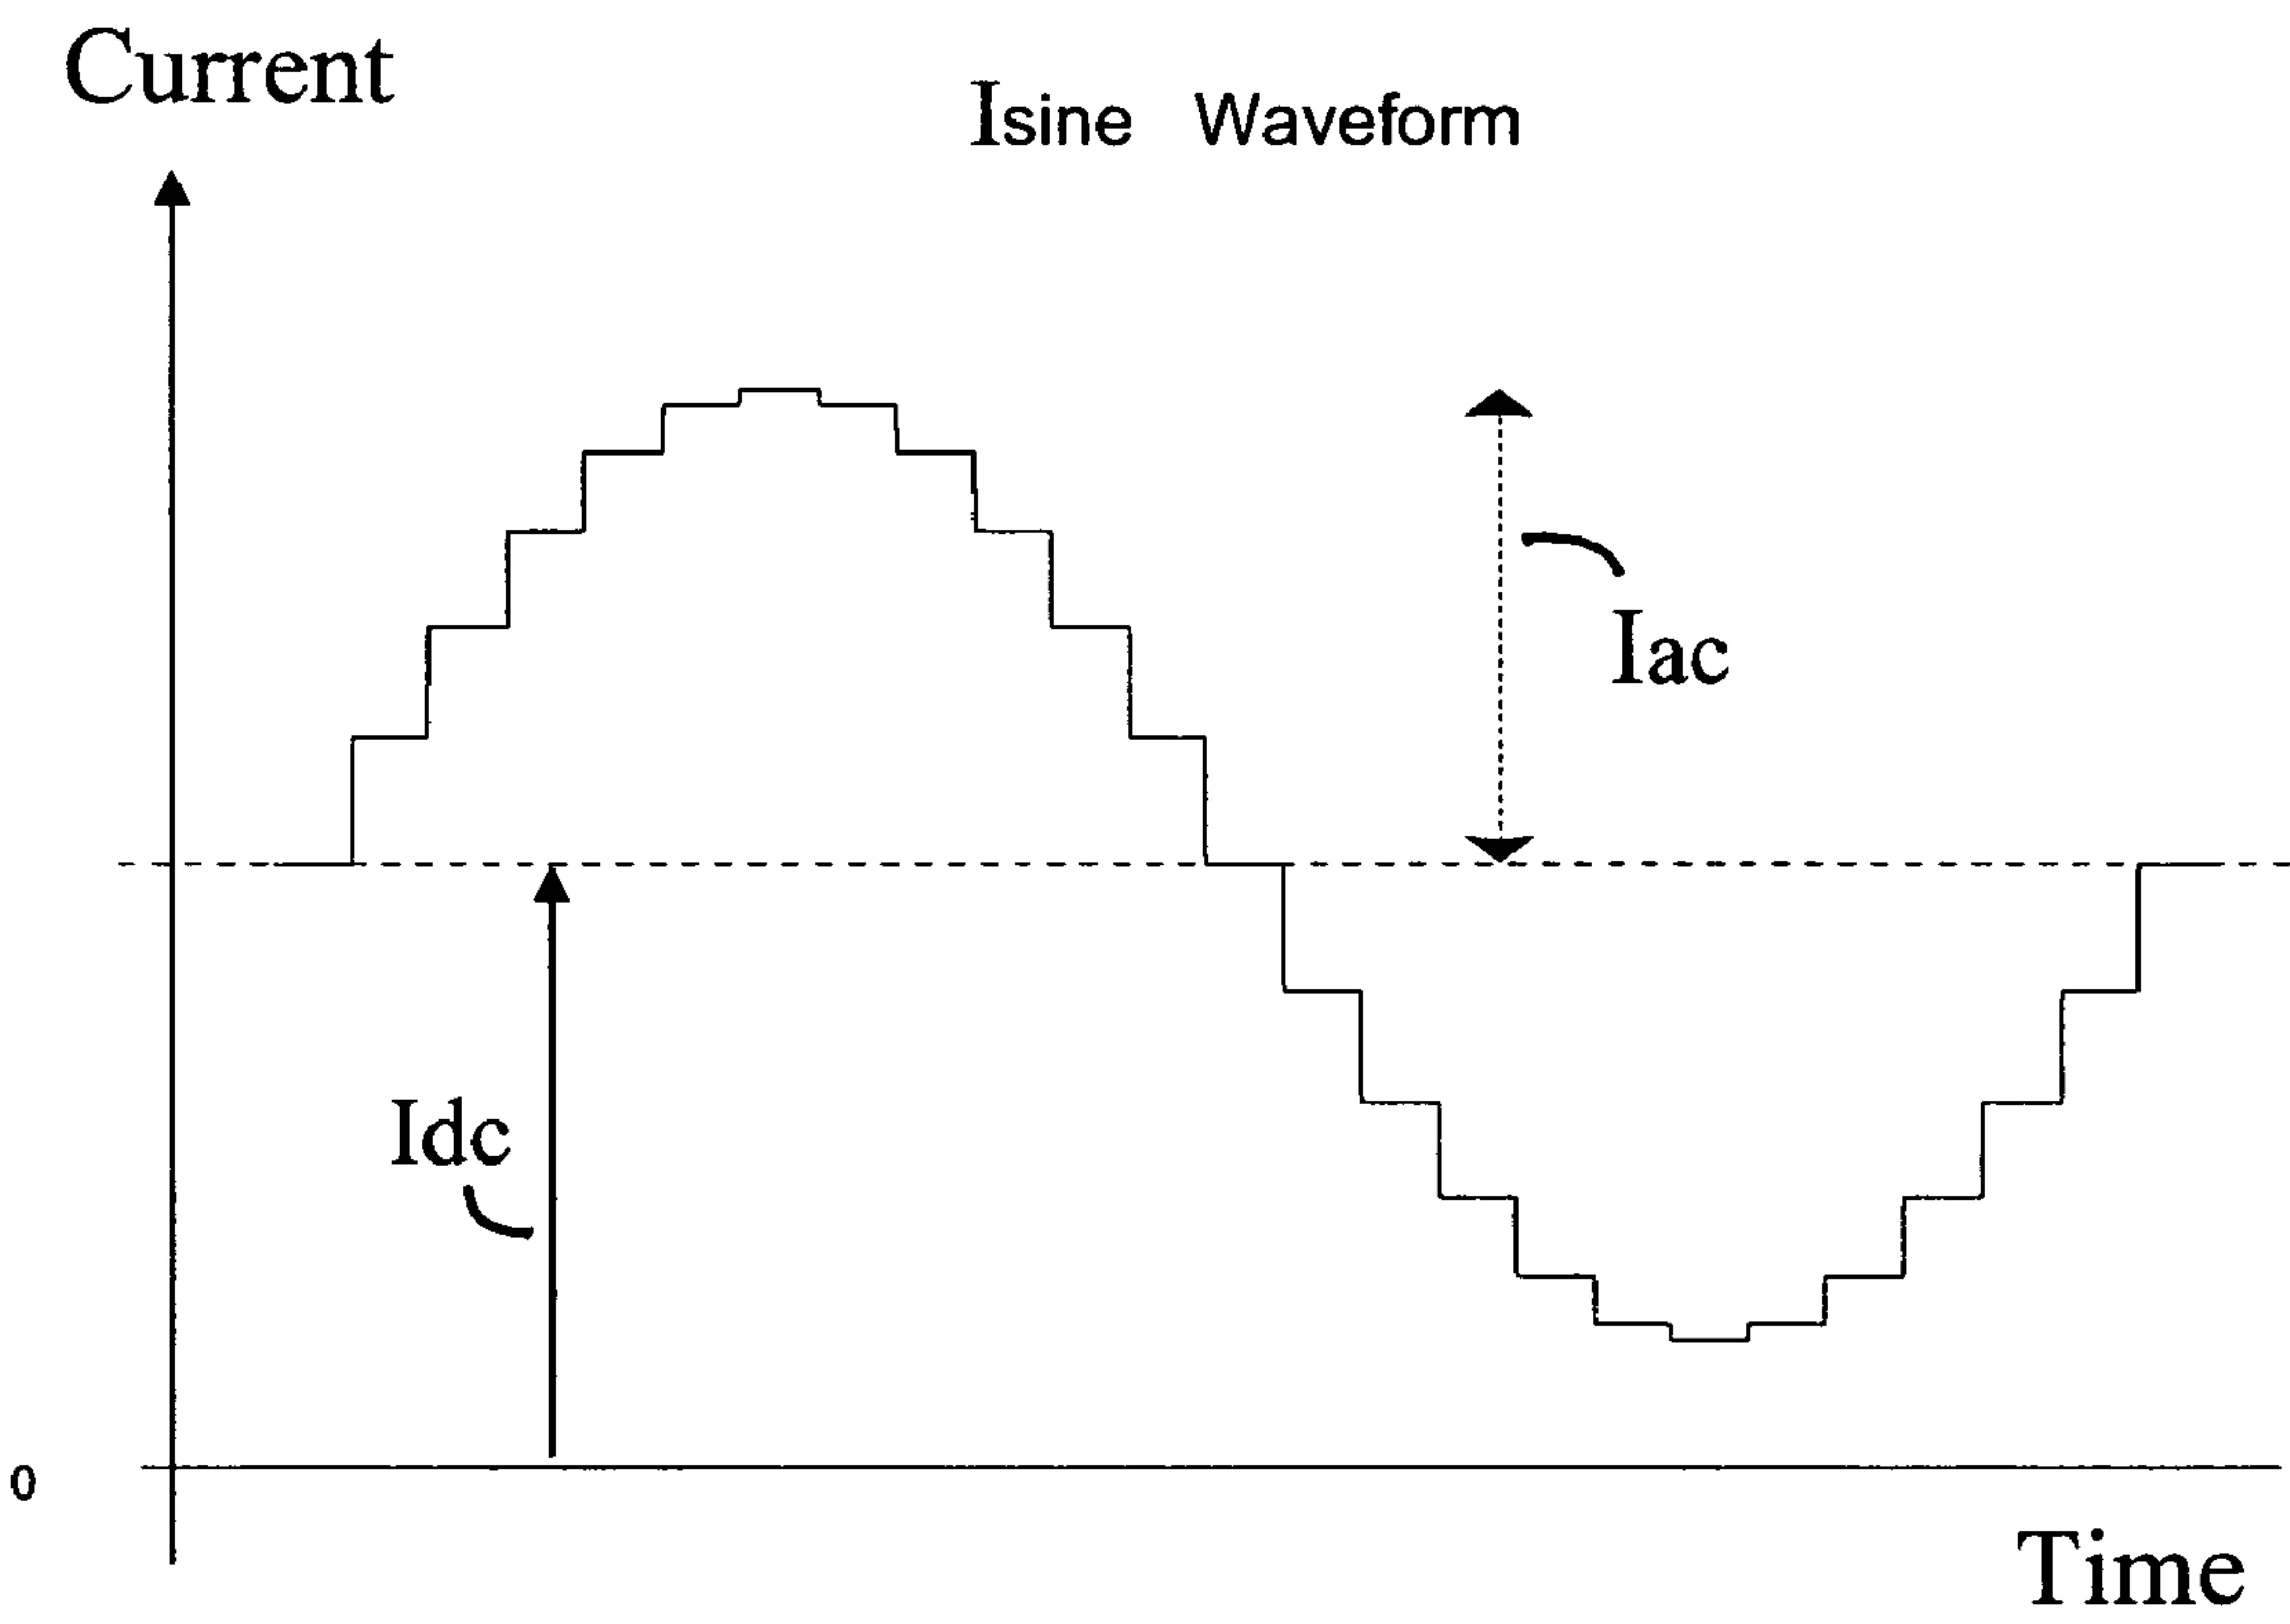 Current
Isine Waveform
Iac
Idc
0
Time